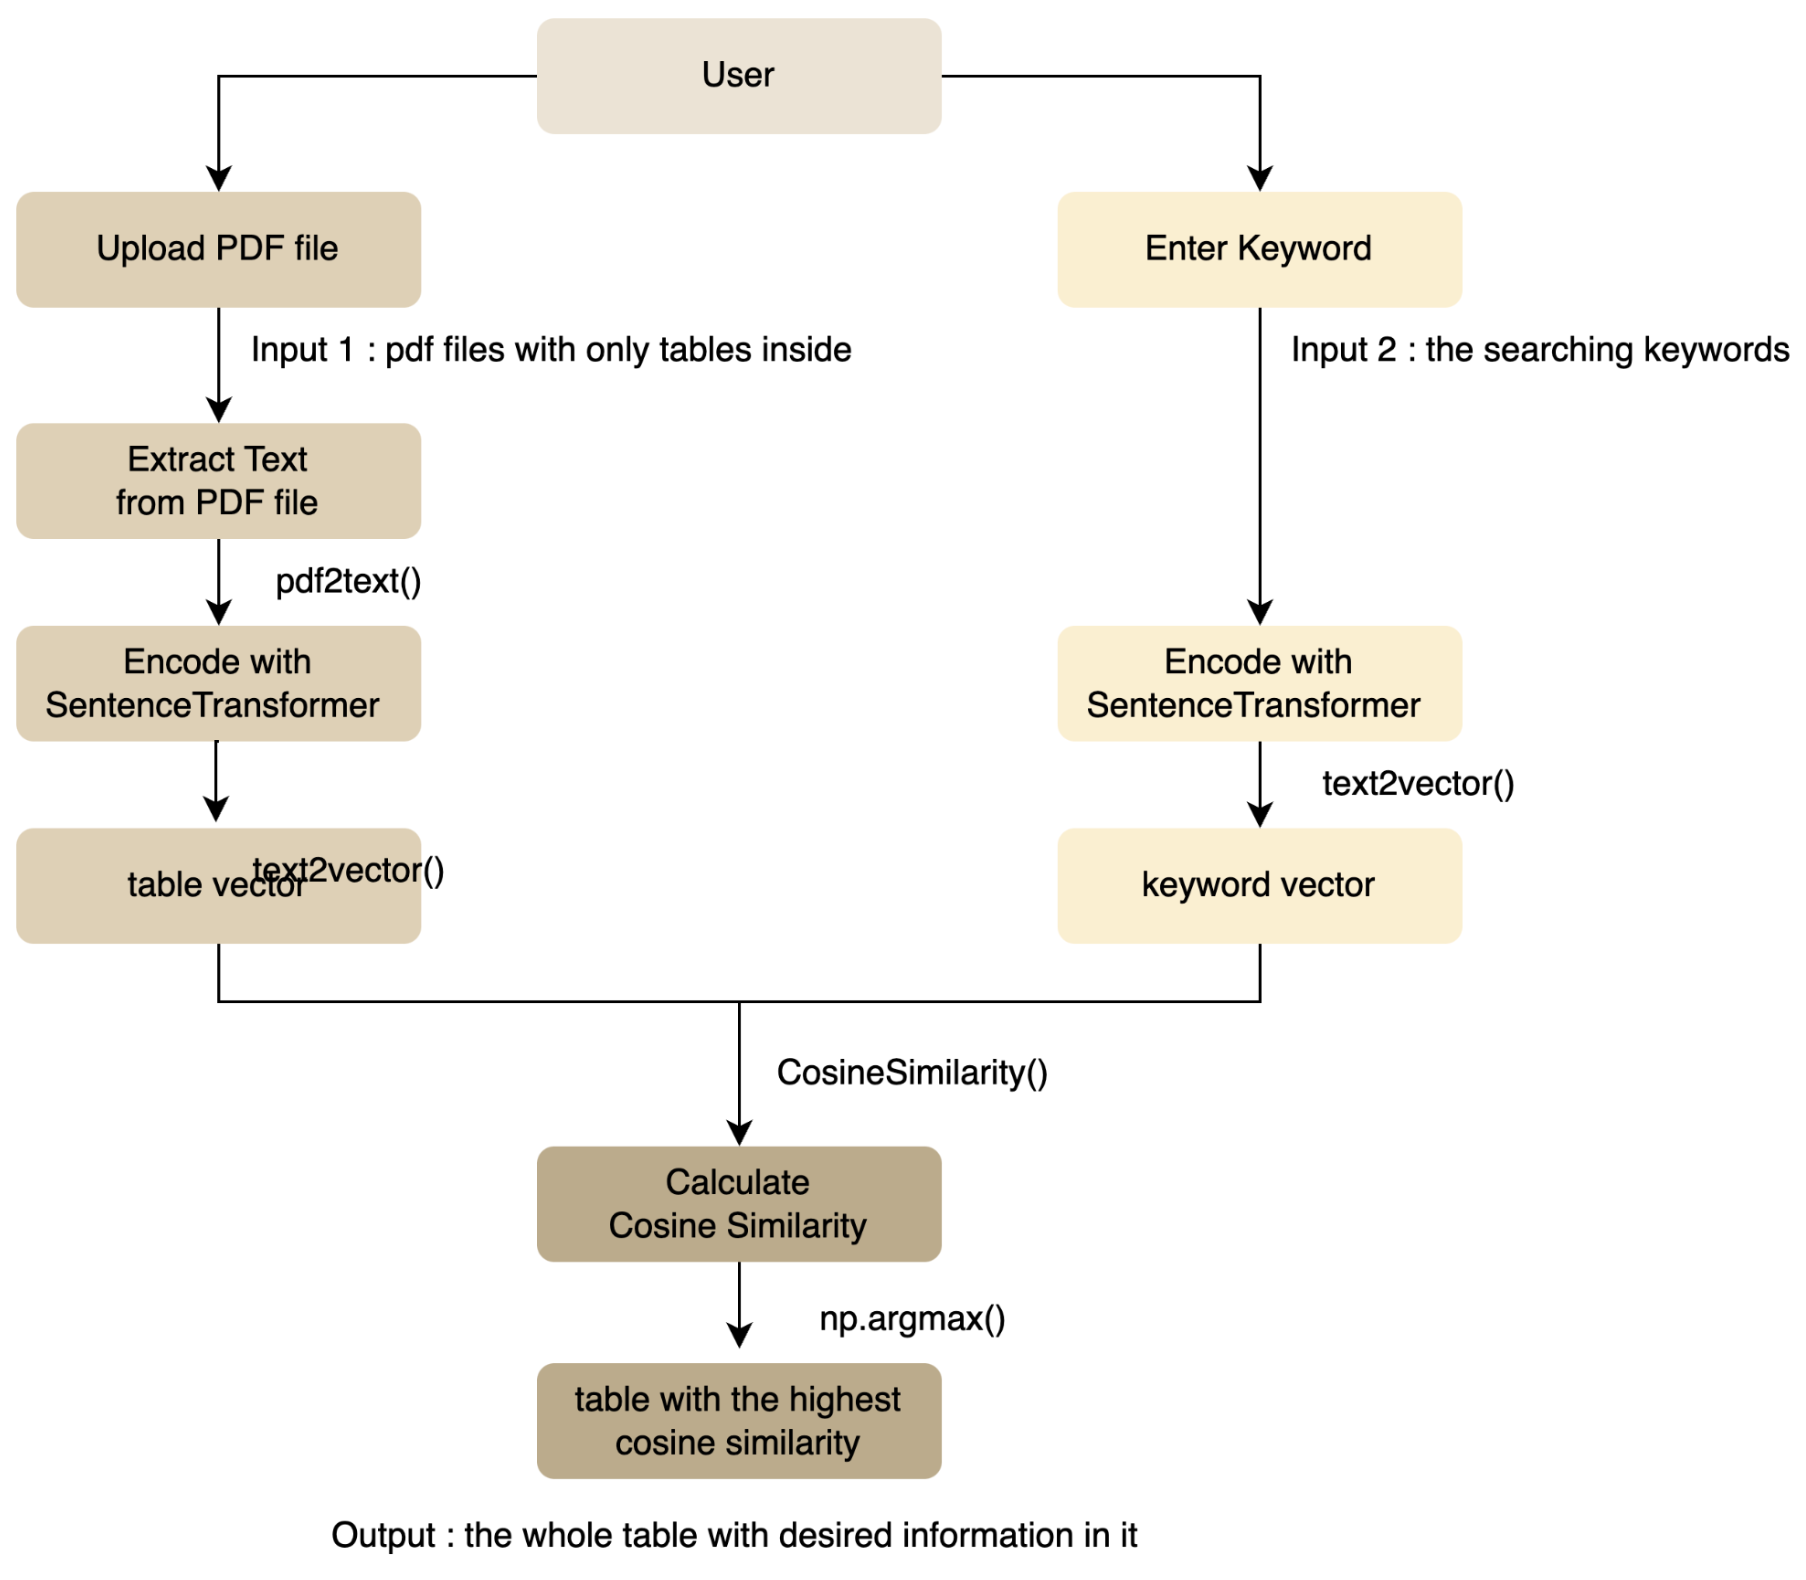 User
Upload PDF file
Enter Keyword
Input 1 : pdf files with only tables inside
Input 2 : the searching keywords
Extract Text
from PDF file
pdf2text()
Encode with
SentenceTransformer
Encode with
SentenceTransformer
text2vector()
text2vector()
table vector
keyword vector
CosineSimilarity()
Calculate
Cosine Similarity
np.argmax()
table with the highest
cosine similarity
Output : the whole table with desired information in it